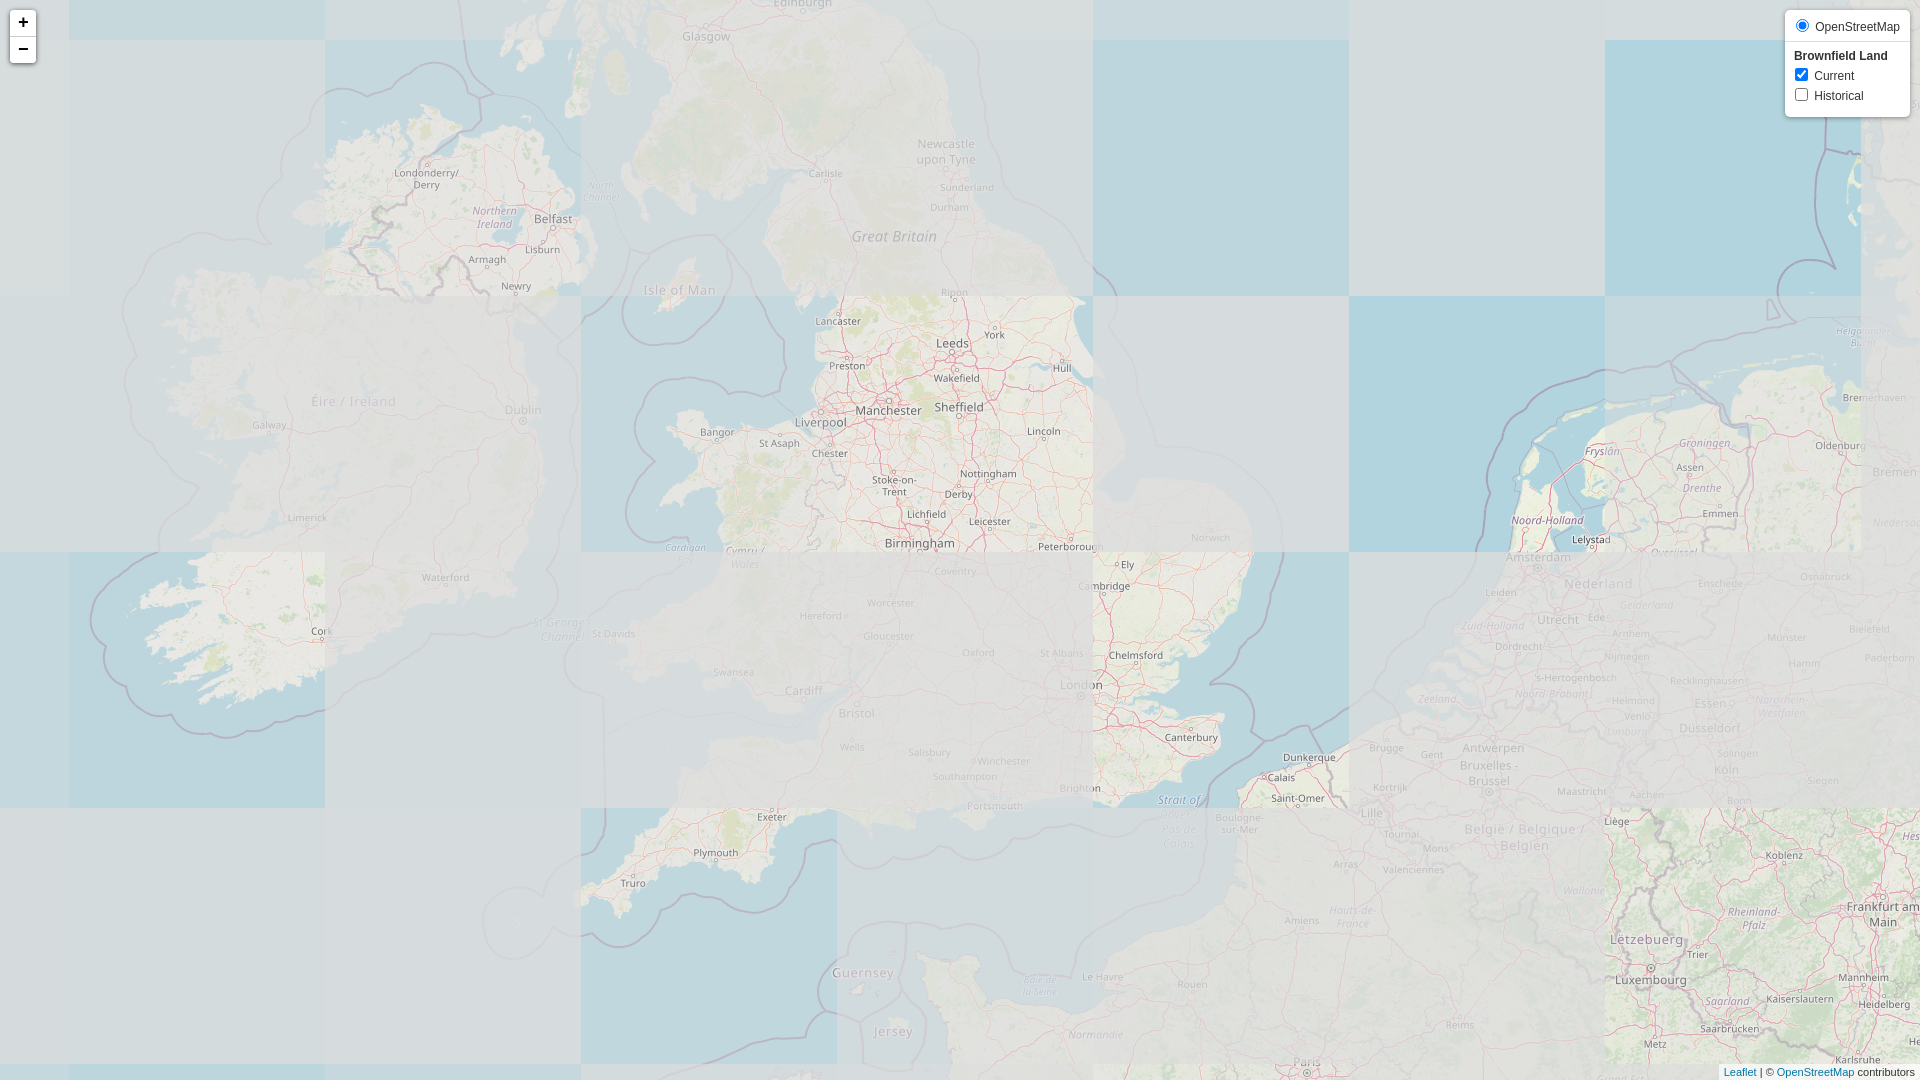 +
−
OpenStreetMap
Brownfield Land
Current
Historical
Edinburgh
Glasgow
Newcastle
upon Tyne
Londonderry/
Derry
North
Channel
Carlisle
Sunderland
Durham
Northern
Ireland
Belfast
Great Britain
Lisburn
Armagh
Newry
Isle of Man
Ripon
Lancaster
York
Leeds
Preston
Hull
Wakefield
Éire / Ireland
Dublin
Manchester
Sheffield
Liverpool
Galway
Bangor
Lincoln
St Asaph
Chester
Bremerhaven
Groningen
Oldenburg
Fryslân
Assen
Nottingham
Stoke-on-
Trent
Derby
Drenthe
Bremen
Limerick
Lichfield
Leicester
Emmen
Noord-Holland
Norwich
Birmingham
Peterborough
Lelystad
Cardigan
Cymru /
Wales
Overijssel
Amsterdam
Ely
Coventry
Waterford
Cambridge
Nederland
Enschede
Osnabrück
Leiden
Hereford
Worcester
Gelderland
St George's
Channel
Cork
St Davids
Gloucester
Zuid-Holland
Utrecht
Ede
Arnhem
Münster
Bielefeld
Oxford
St Albans
Chelmsford
Dordrecht
Nijmegen
Hamm
Paderborn
Swansea
London
's-Hertogenbosch
Recklinghausen
Cardiff
Zeeland
Noord-Brabant
Helmond
Essen
Nordrhein-
Westfalen
Bristol
Venlo
Düsseldorf
Canterbury
Limburg
Wells
Salisbury
Winchester
Dunkerque
Brugge
Gent
Antwerpen
Solingen
Southampton
Calais
Bruxelles -
Brussel
Köln
Siegen
Brighton
Saint-Omer
Kortrijk
Maastricht
Aachen
Bonn
Portsmouth
Strait of
Dover /
Pas de
Calais
Exeter
Boulogne-
sur-Mer
Lille
Liège
Tournai
België / Belgique /
Belgien
Plymouth
Mons
Koblenz
Truro
Arras
Valenciennes
Wallonie
Amiens
Hauts-de-
France
Rheinland-
Pfalz
Frankfurt am
Main
Lëtzebuerg
Trier
Guernsey
Le Havre
Baie de
la Seine
Rouen
Luxembourg
Mannheim
Saarland
Kaiserslautern
Heidelberg
Jersey
Normandie
Reims
Saarbrücken
Metz
Karlsruhe
Paris
Grand Est
Leaflet | © OpenStreetMap contributors